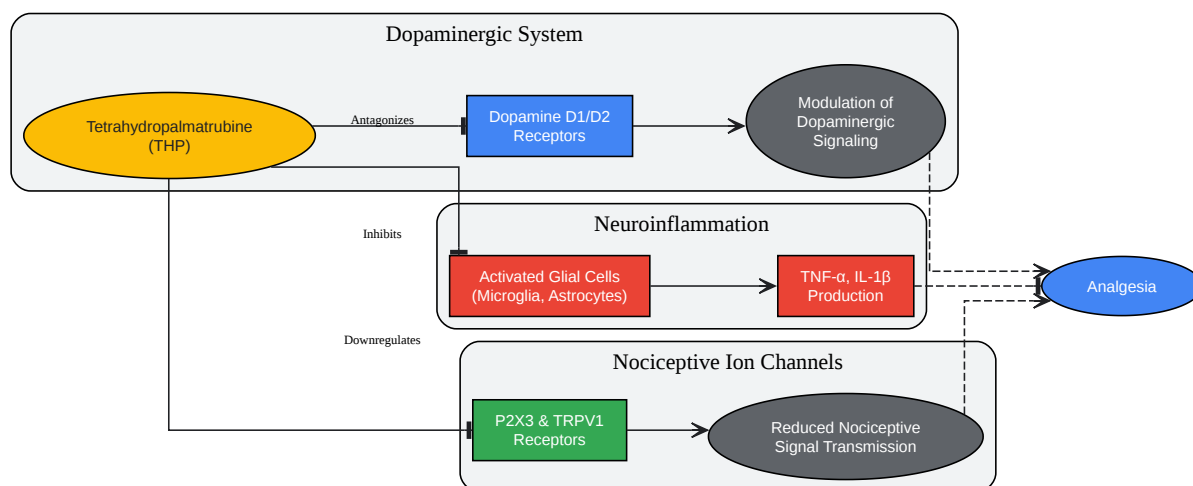 Dopaminergic System
Tetrahydropalmatrubine
(THP)
Antagonizes
Dopamine D1/D2
Receptors
Modulation of
Dopaminergic
Signaling
Neuroinflammation
Inhibits
Activated Glial Cells
(Microglia, Astrocytes)
TNF-α, IL-1β
Production
Analgesia
Downregulates
Nociceptive Ion Channels
P2X3 & TRPV1
Receptors
Reduced Nociceptive
Signal Transmission